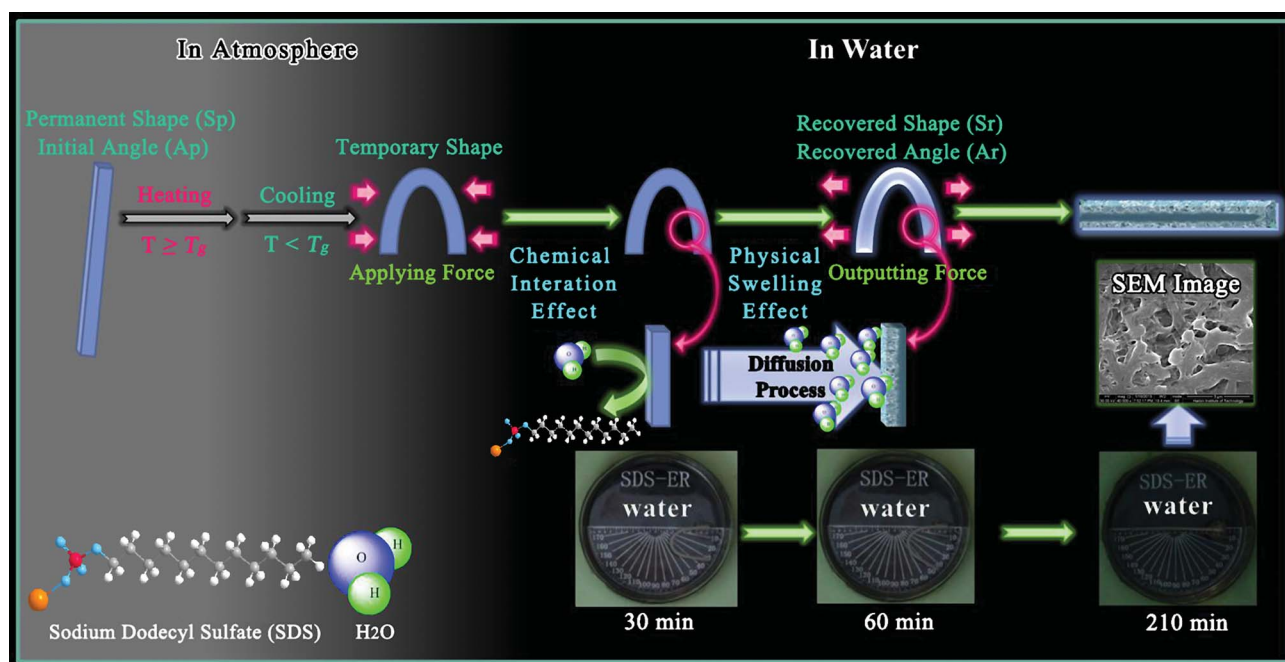 In Atmosphere
In Water
Permanent Shape (Sp)
Initial Angle (Ap)
Heating
T ≥ Tg
Cooling
T < Tg
Temporary Shape
Applying Force
Chemical
Interation
Effect
Physical
Swelling
Effect
Recovered Shape (Sr)
Recovered Angle (Ar)
Outputting Force
Diffusion
Process
SEM Image
O
H
H
Sodium Dodecyl Sulfate (SDS)
H2O
SDS-ER
water
30 min
SDS-ER
water
60 min
SDS-ER
water
210 min